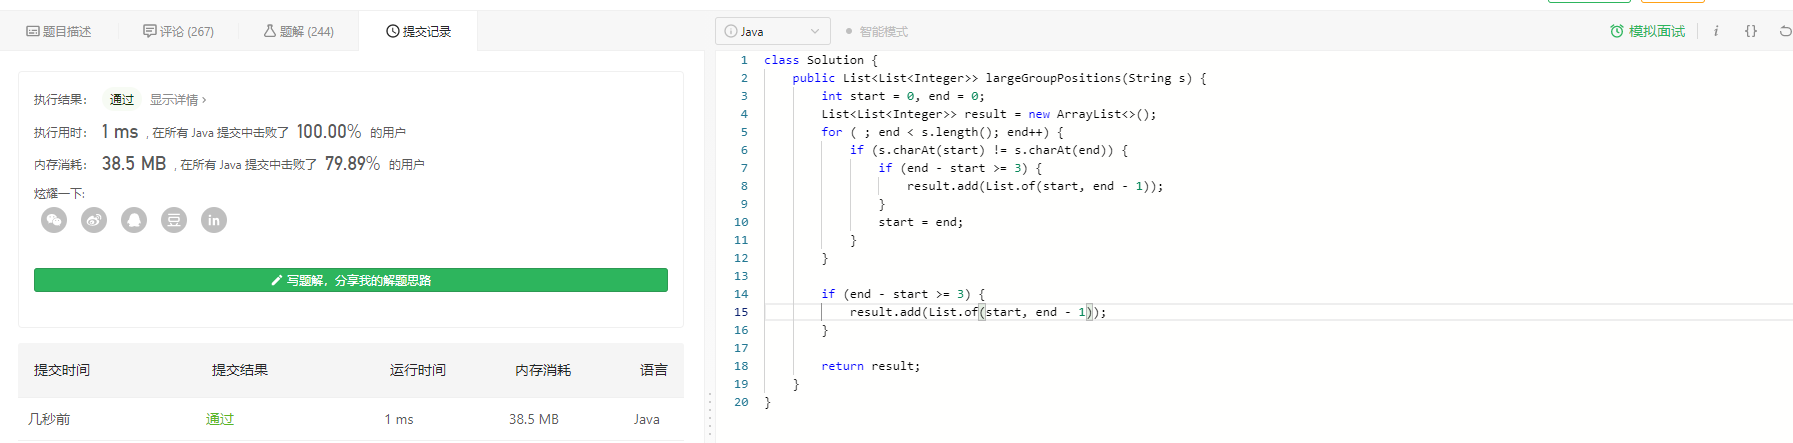 题目描述
评论 (267)
题解 (244)
提交记录
执行结果： 通过 显示详情 ›
执行用时： 1 ms , 在所有 Java 提交中击败了 100.00% 的用户
内存消耗： 38.5 MB , 在所有 Java 提交中击败了 79.89% 的用户
炫耀一下:
写题解，分享我的解题思路
提交时间 提交结果 运行时间 内存消耗 语言
几秒前 通过 1 ms 38.5 MB Java
Java
智能模式
模拟面试
i
{}
1 class Solution {
2     public List<List<Integer>> largeGroupPositions(String s) {
3         int start = 0, end = 0;
4         List<List<Integer>> result = new ArrayList<>();
5         for ( ; end < s.length(); end++) {
6             if (s.charAt(start) != s.charAt(end)) {
7                 if (end - start >= 3) {
8                     result.add(List.of(start, end - 1));
9                 }
10                 start = end;
11             }
12         }
13
14         if (end - start >= 3) {
15             result.add(List.of(start, end - 1));
16         }
17
18         return result;
19     }
20 }